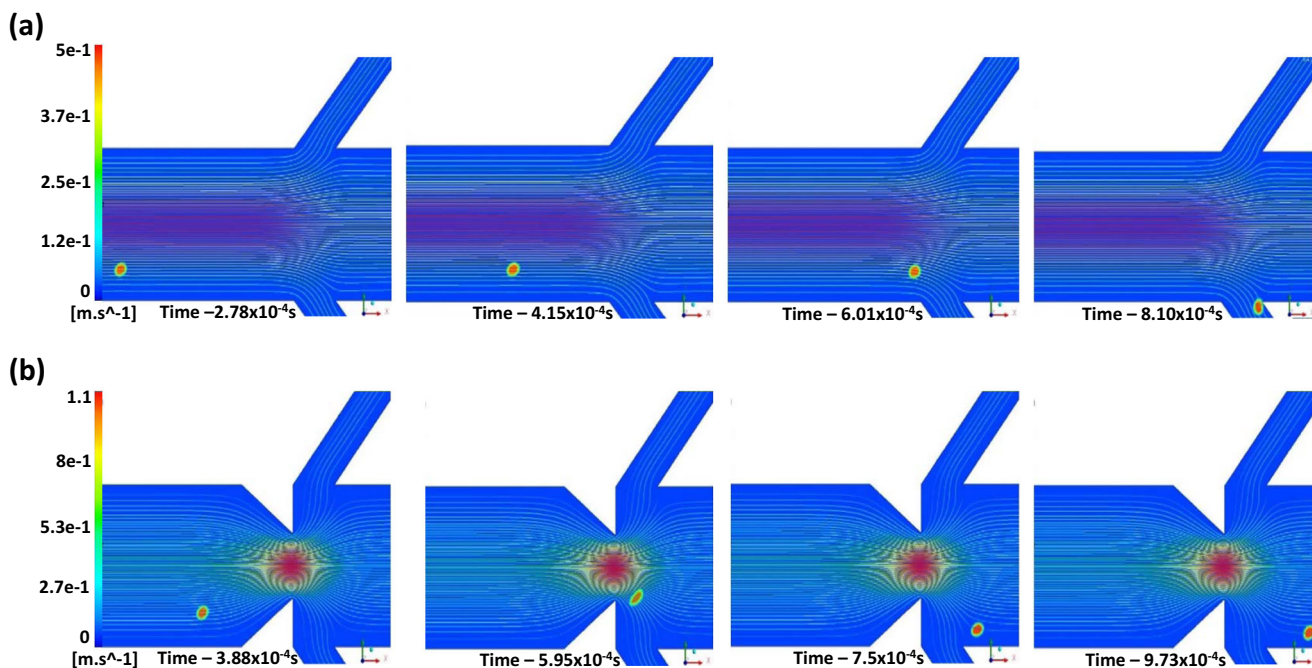 (a)
5e-1
3.7e-1
2.5e-1
1.2e-1
0
[m.s^-1]
Time –2.78x10⁻⁴s
Time – 4.15x10⁻⁴s
Time – 6.01x10⁻⁴s
Time – 8.10x10⁻⁴s
(b)
1.1
8e-1
5.3e-1
2.7e-1
0
[m.s^-1]
Time – 3.88x10⁻⁴s
Time – 5.95x10⁻⁴s
Time – 7.5x10⁻⁴s
Time – 9.73x10⁻⁴s